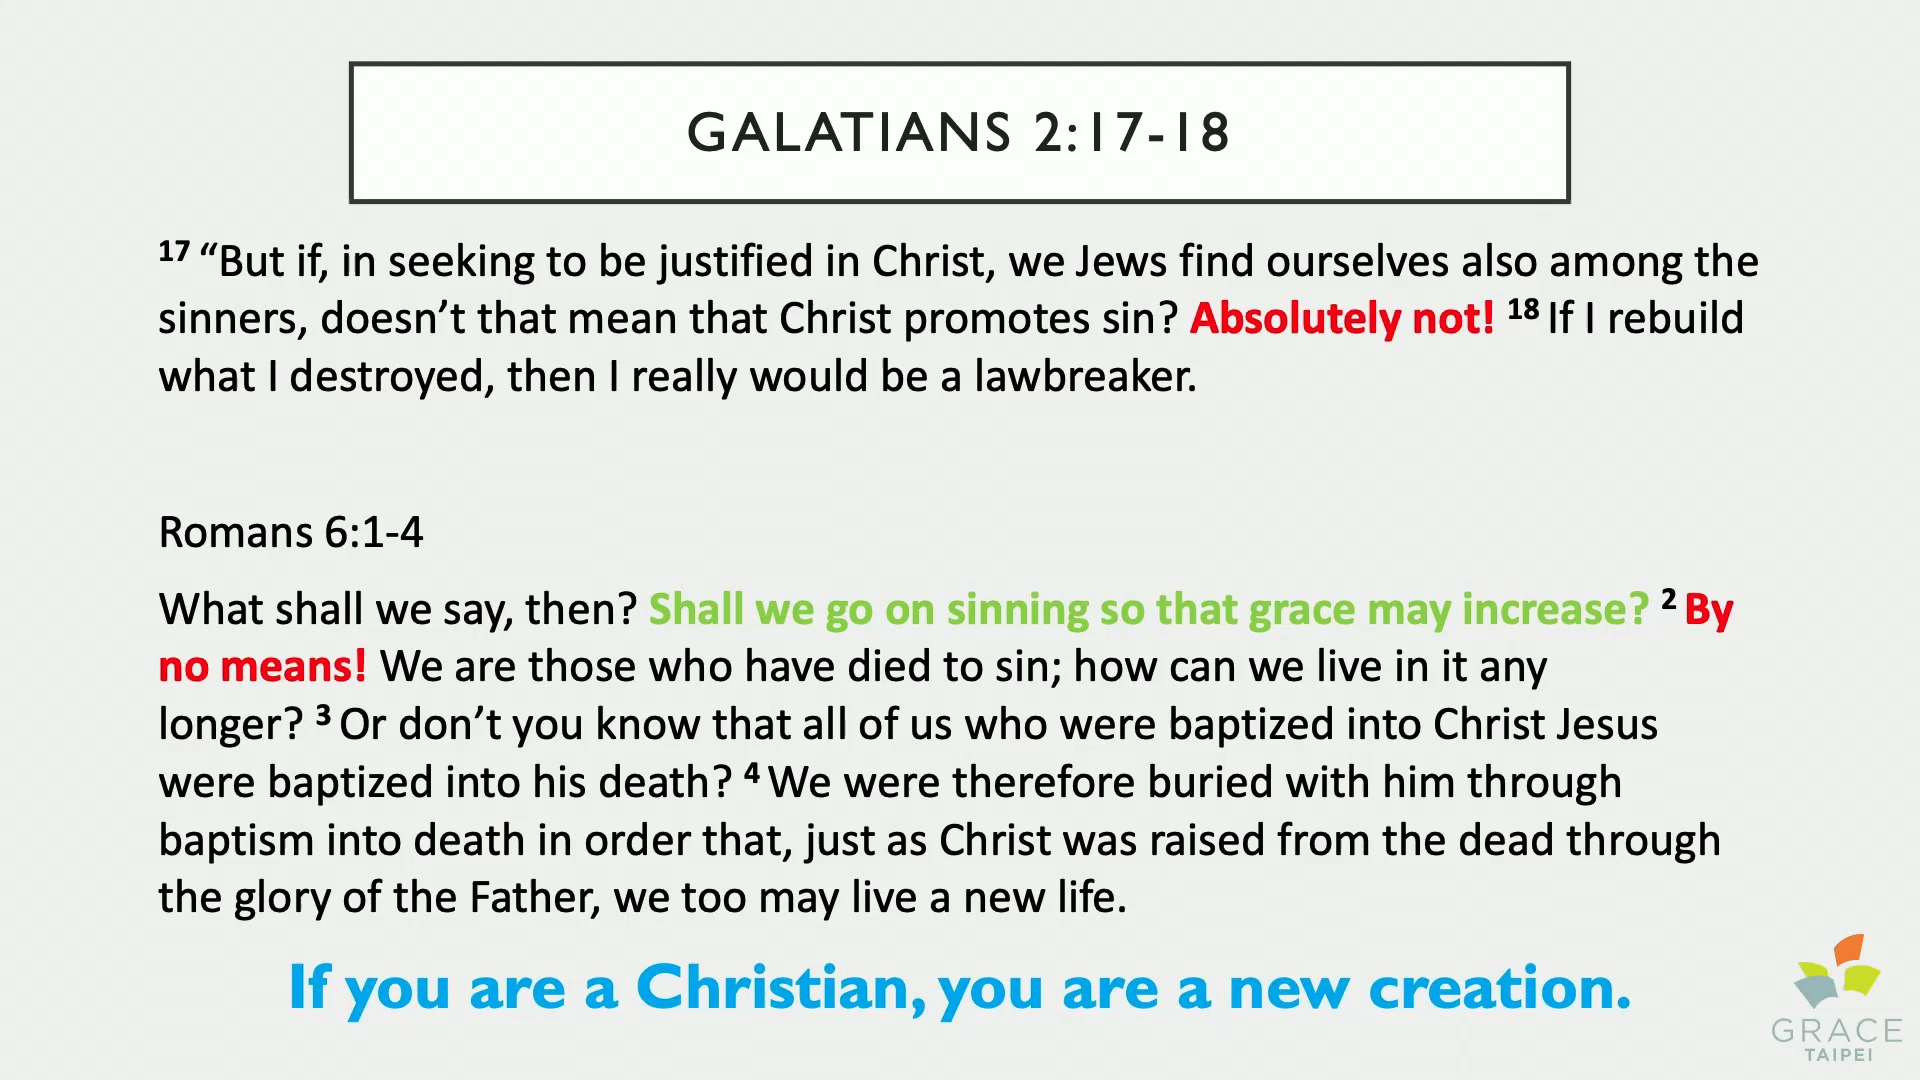 GALATIANS 2:17-18
17 “But if, in seeking to be justified in Christ, we Jews find ourselves also among the
sinners, doesn’t that mean that Christ promotes sin? Absolutely not! 18 If I rebuild
what I destroyed, then I really would be a lawbreaker.
Romans 6:1-4
What shall we say, then? Shall we go on sinning so that grace may increase? 2 By
no means! We are those who have died to sin; how can we live in it any
longer? 3 Or don’t you know that all of us who were baptized into Christ Jesus
were baptized into his death? 4 We were therefore buried with him through
baptism into death in order that, just as Christ was raised from the dead through
the glory of the Father, we too may live a new life.
If you are a Christian, you are a new creation.
GRACE
TAIPEI